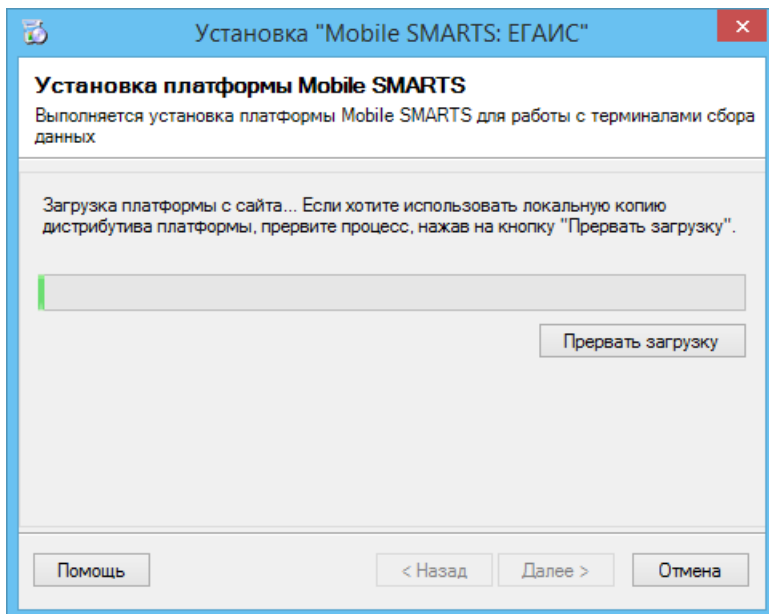 Установка "Mobile SMARTS: ЕГАИС"
Установка платформы Mobile SMARTS
Выполняется установка платформы Mobile SMARTS для работы с терминалами сбора
данных
Загрузка платформы с сайта... Если хотите использовать локальную копию
дистрибутива платформы, прервите процесс, нажав на кнопку "Прервать загрузку".
Прервать загрузку
Помощь
< Назад
Далее >
Отмена